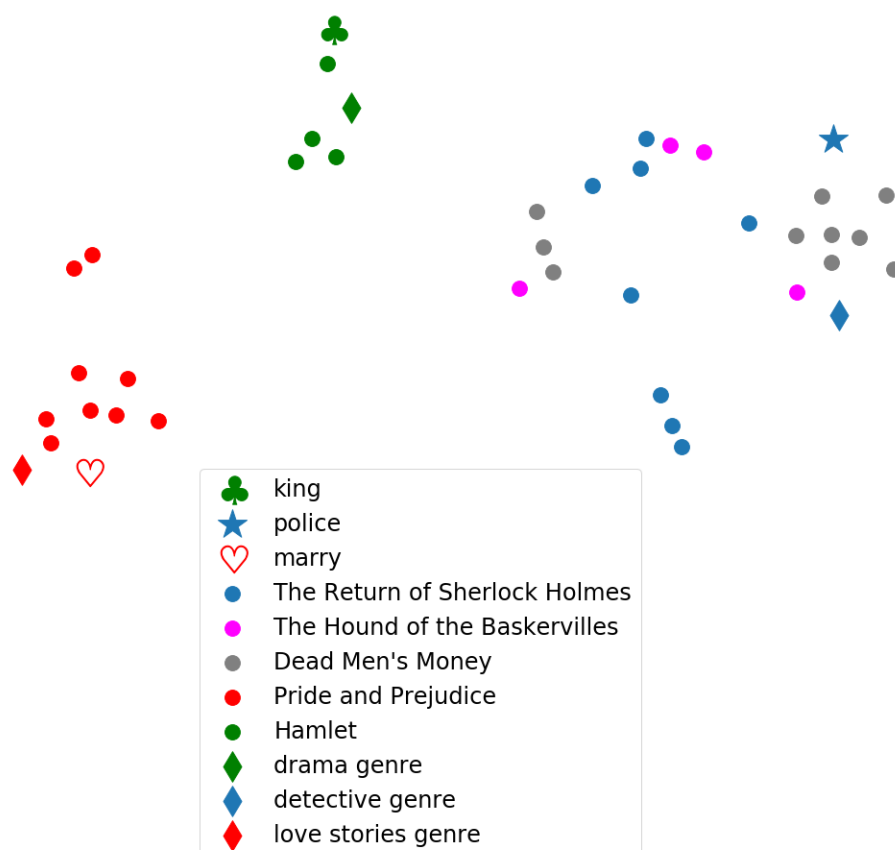 king
police
marry
The Return of Sherlock Holmes
The Hound of the Baskervilles
Dead Men's Money
Pride and Prejudice
Hamlet
drama genre
detective genre
love stories genre